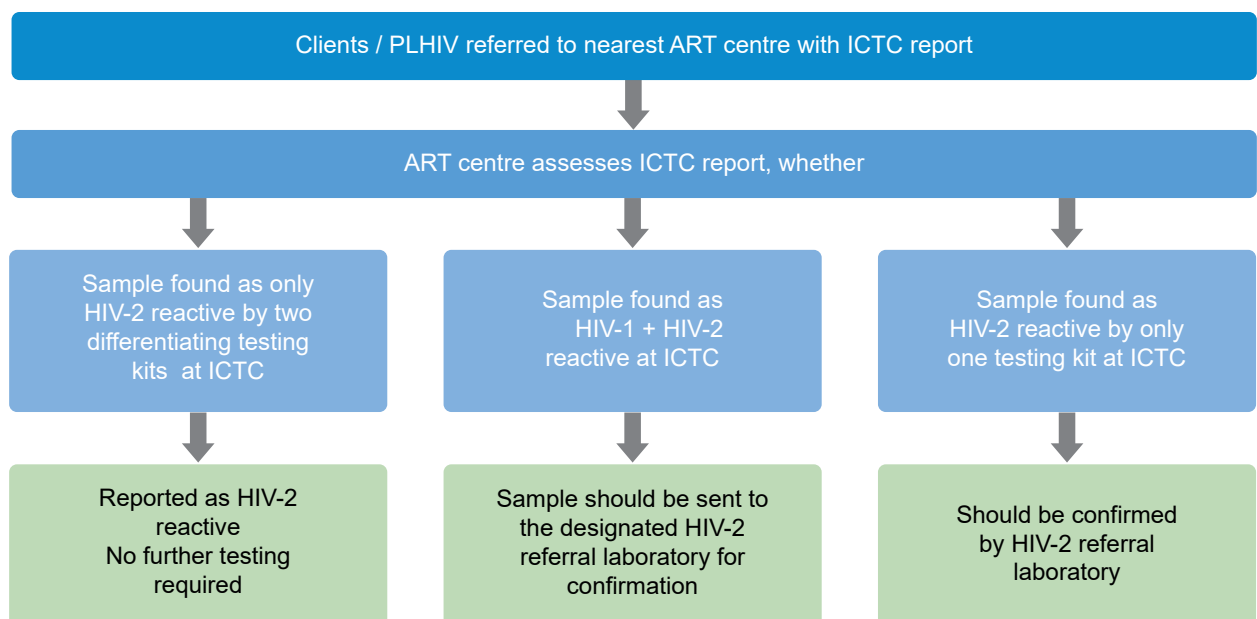 Clients / PLHIV referred to nearest ART centre with ICTC report
ART centre assesses ICTC report, whether
Sample found as only
HIV-2 reactive by two
differentiating testing
kits at ICTC
Sample found as
HIV-1 + HIV-2
reactive at ICTC
Sample found as
HIV-2 reactive by only
one testing kit at ICTC
Reported as HIV-2
reactive
No further testing
required
Sample should be sent to
the designated HIV-2
referral laboratory for
confirmation
Should be confirmed
by HIV-2 referral
laboratory